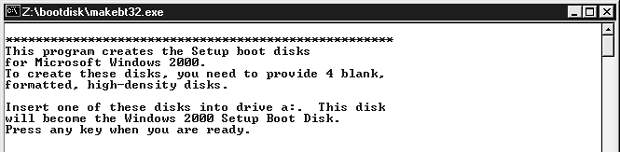 Z:\bootdisk\makebt32.exe
****************************************************
This program creates the Setup boot disks
for Microsoft Windows 2000.
To create these disks, you need to provide 4 blank,
formatted, high-density disks.
Insert one of these disks into drive a:.  This disk
will become the Windows 2000 Setup Boot Disk.
Press any key when you are ready.